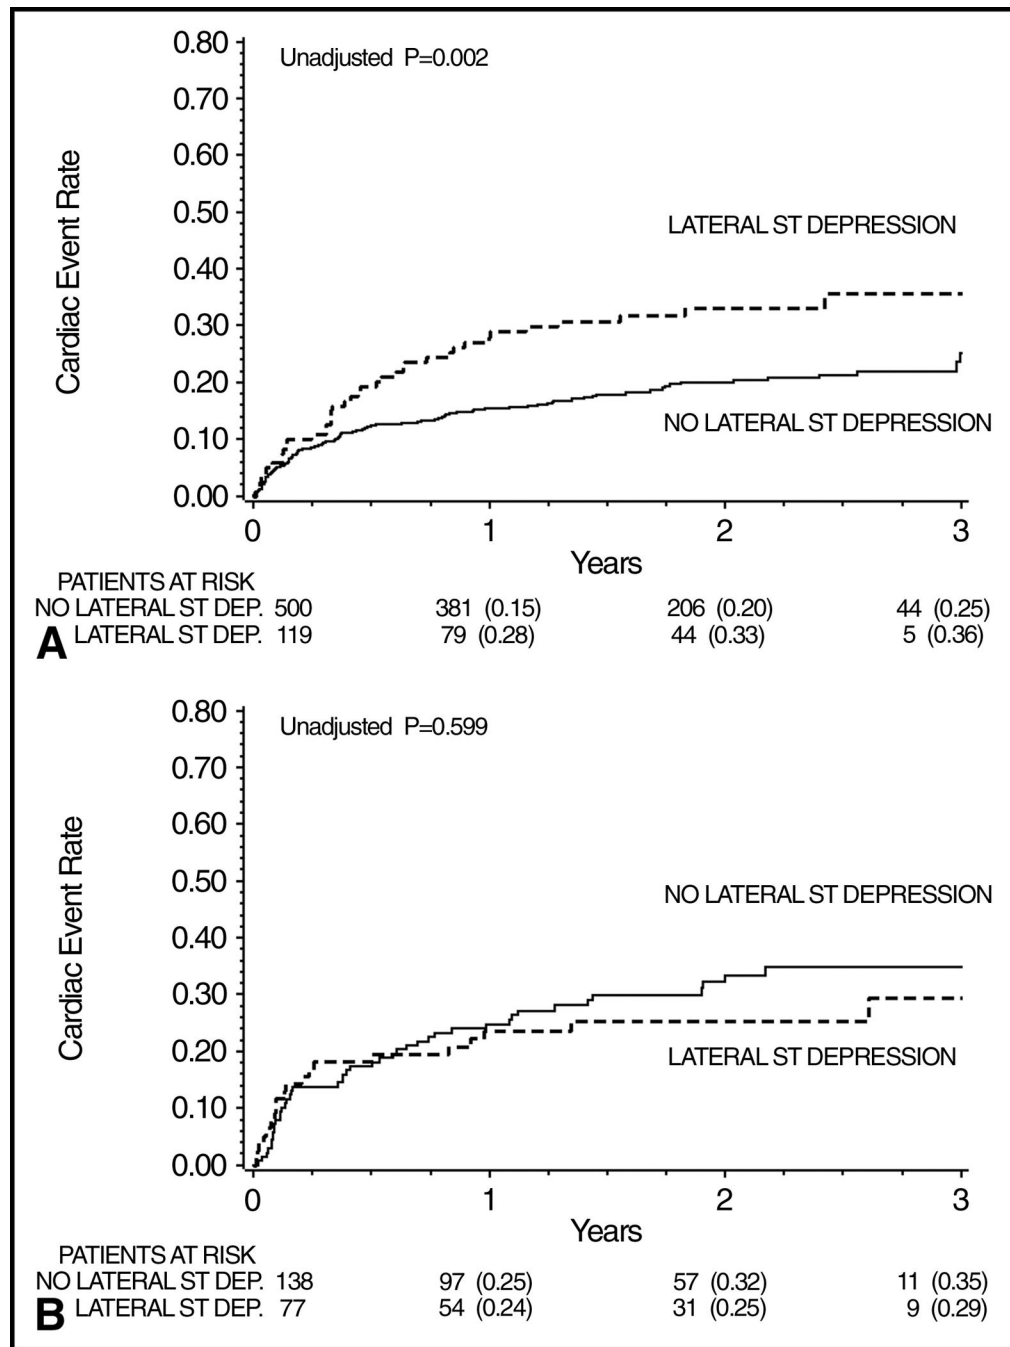 0.80
Unadjusted P=0.002
0.70
0.60
0.50
LATERAL ST DEPRESSION
0.40
0.30
0.20
NO LATERAL ST DEPRESSION
0.10
0.00
Cardiac Event Rate
0 1 2 3
Years
PATIENTS AT RISK
NO LATERAL ST DEP. 500 381 (0.15) 206 (0.20) 44 (0.25)
A LATERAL ST DEP. 119 79 (0.28) 44 (0.33) 5 (0.36)
0.80
Unadjusted P=0.599
0.70
0.60
0.50
NO LATERAL ST DEPRESSION
0.40
0.30
0.20
LATERAL ST DEPRESSION
0.10
0.00
Cardiac Event Rate
0 1 2 3
Years
PATIENTS AT RISK
NO LATERAL ST DEP. 138 97 (0.25) 57 (0.32) 11 (0.35)
B LATERAL ST DEP. 77 54 (0.24) 31 (0.25) 9 (0.29)